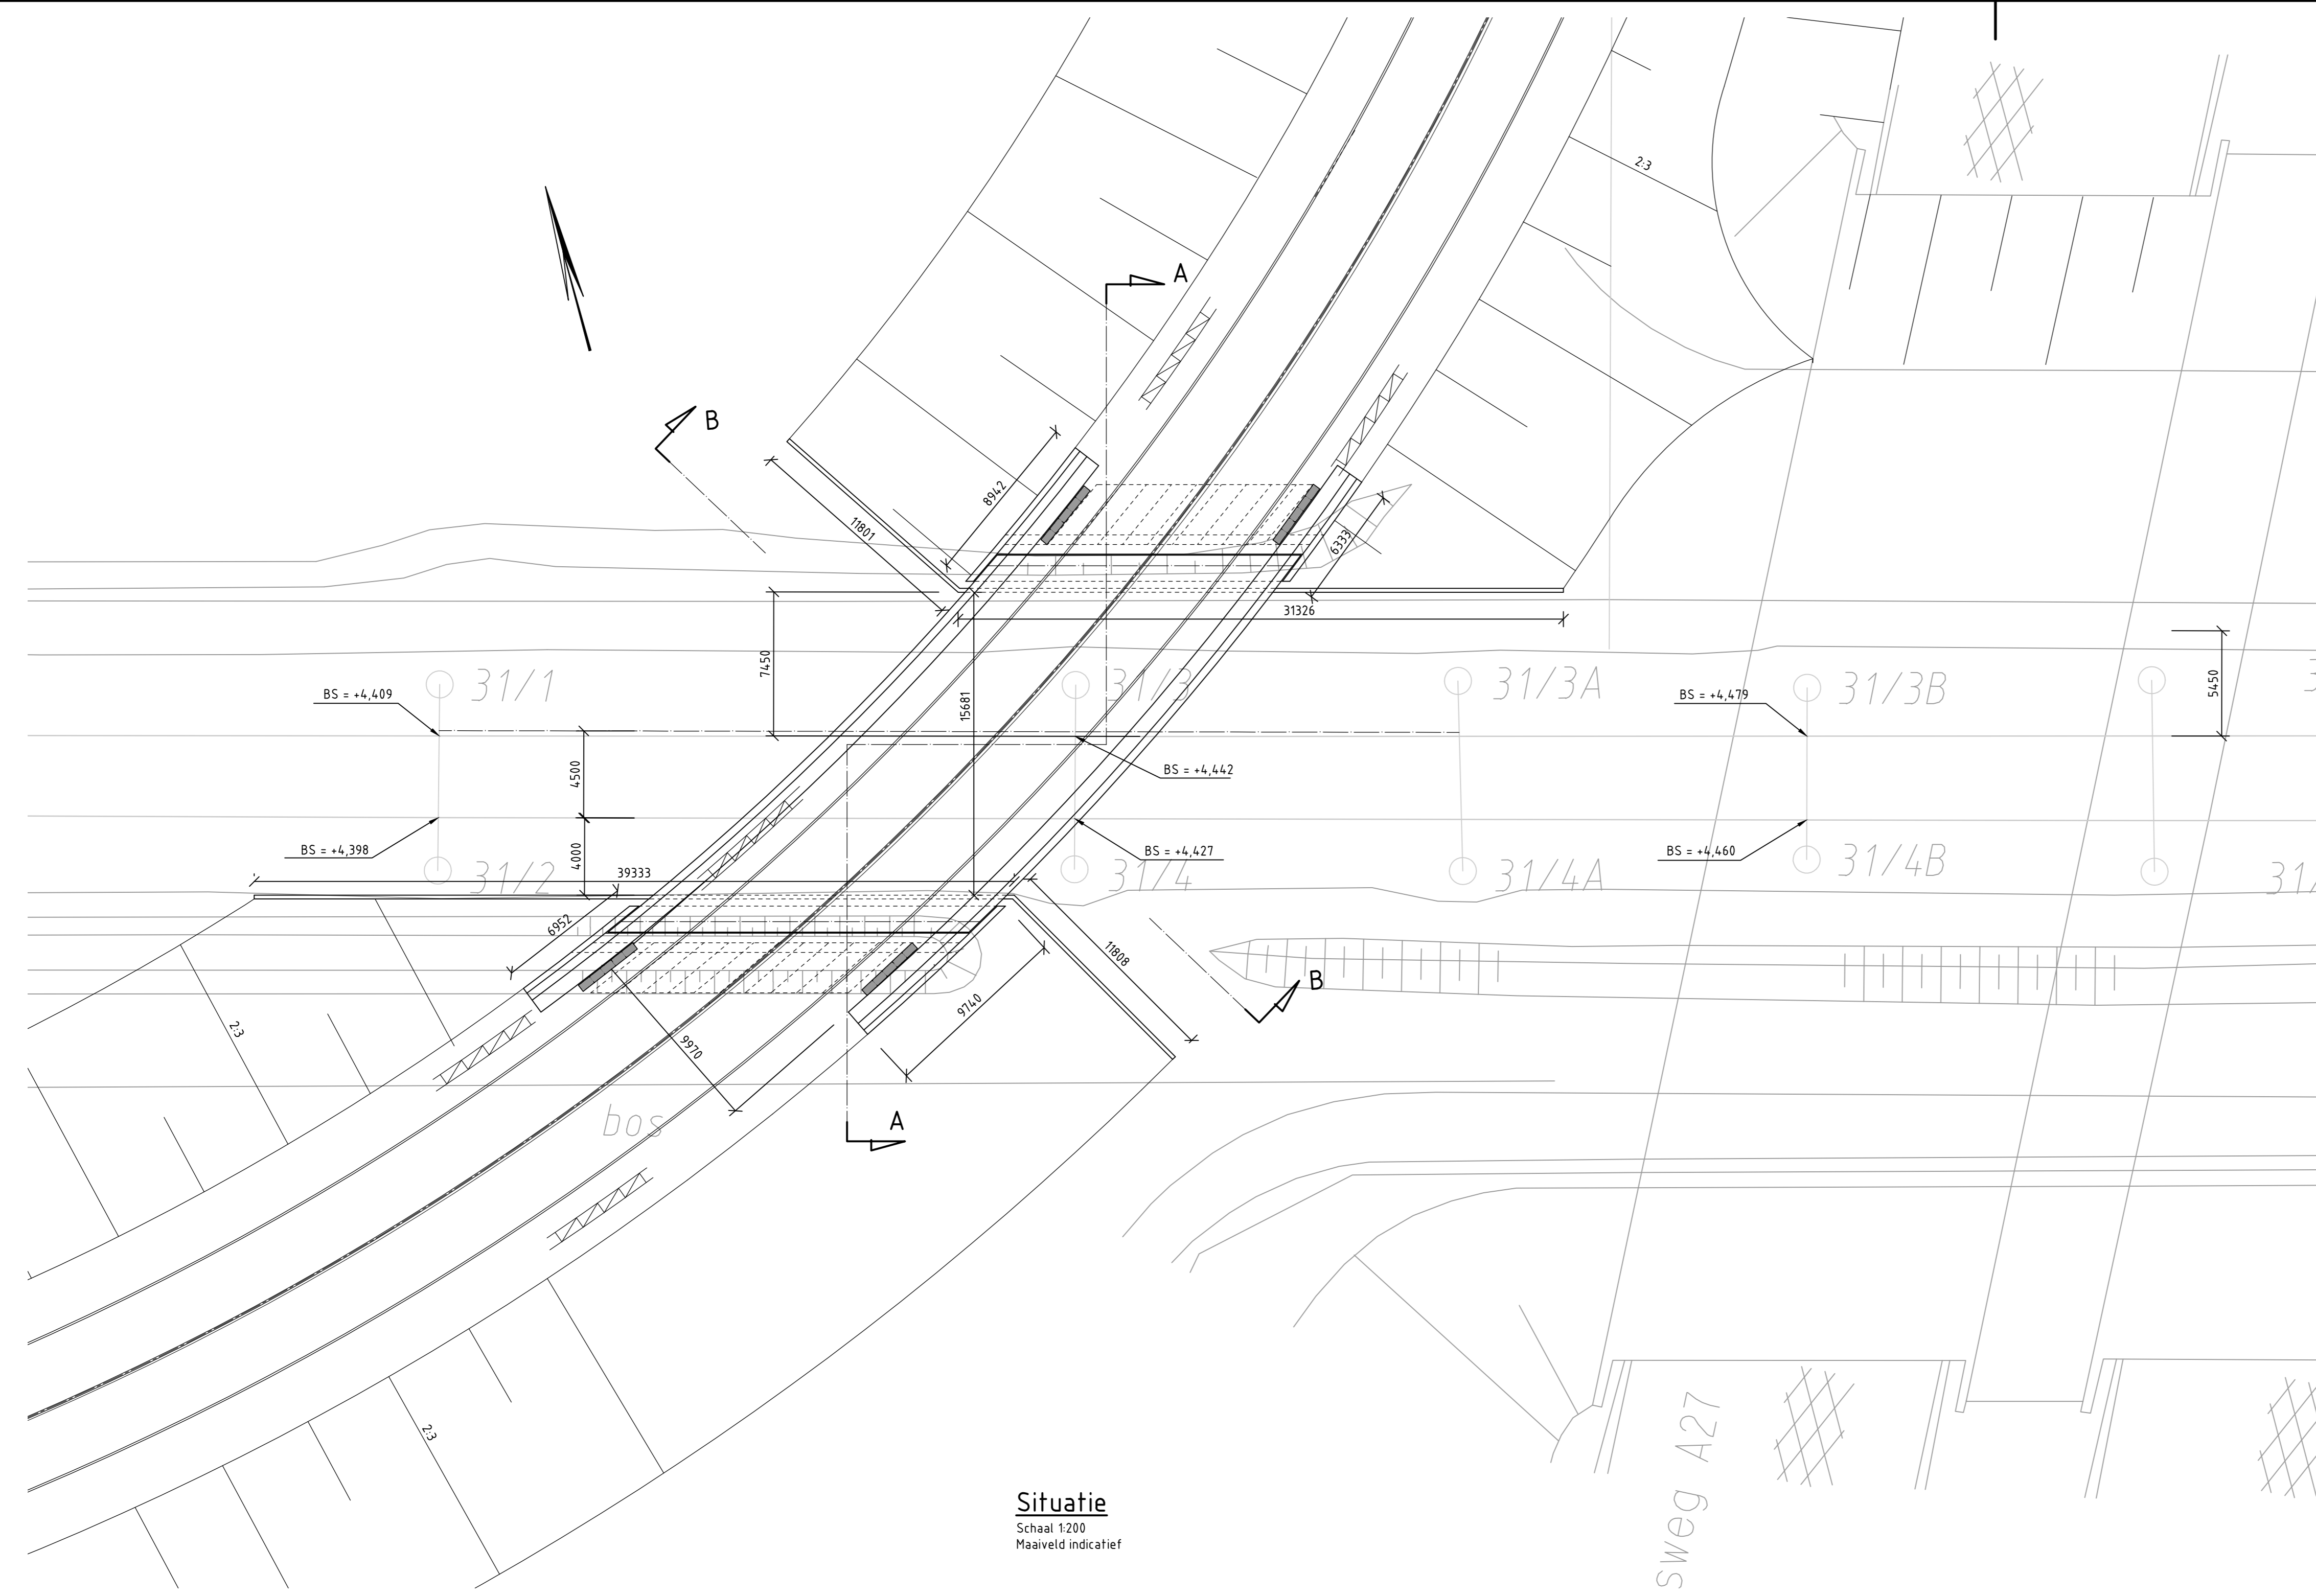 2:3
A
B
8942
11801
6333
31326
7450
5450
31/1
31/3
31/3A
31/3B
15681
BS = +4,409
BS = +4,479
4500
BS = +4,442
BS = +4,398
BS = +4,427
BS = +4,460
4000
31/2
31/4
31/4A
31/4B
39333
6952
11808
B
9740
2:3
9970
bos
A
2:3
Sweg A27
Situatie
Schaal 1:200
Maaiveld indicatief